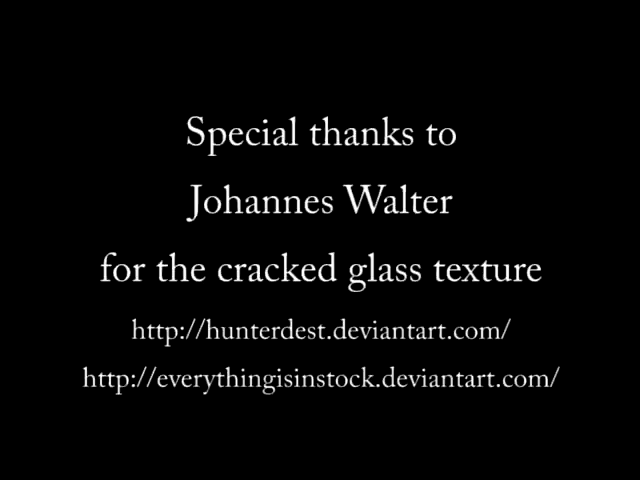 Special thanks to
Johannes Walter
for the cracked glass texture
http://hunterdest.deviantart.com/
http://everythingisinstock.deviantart.com/